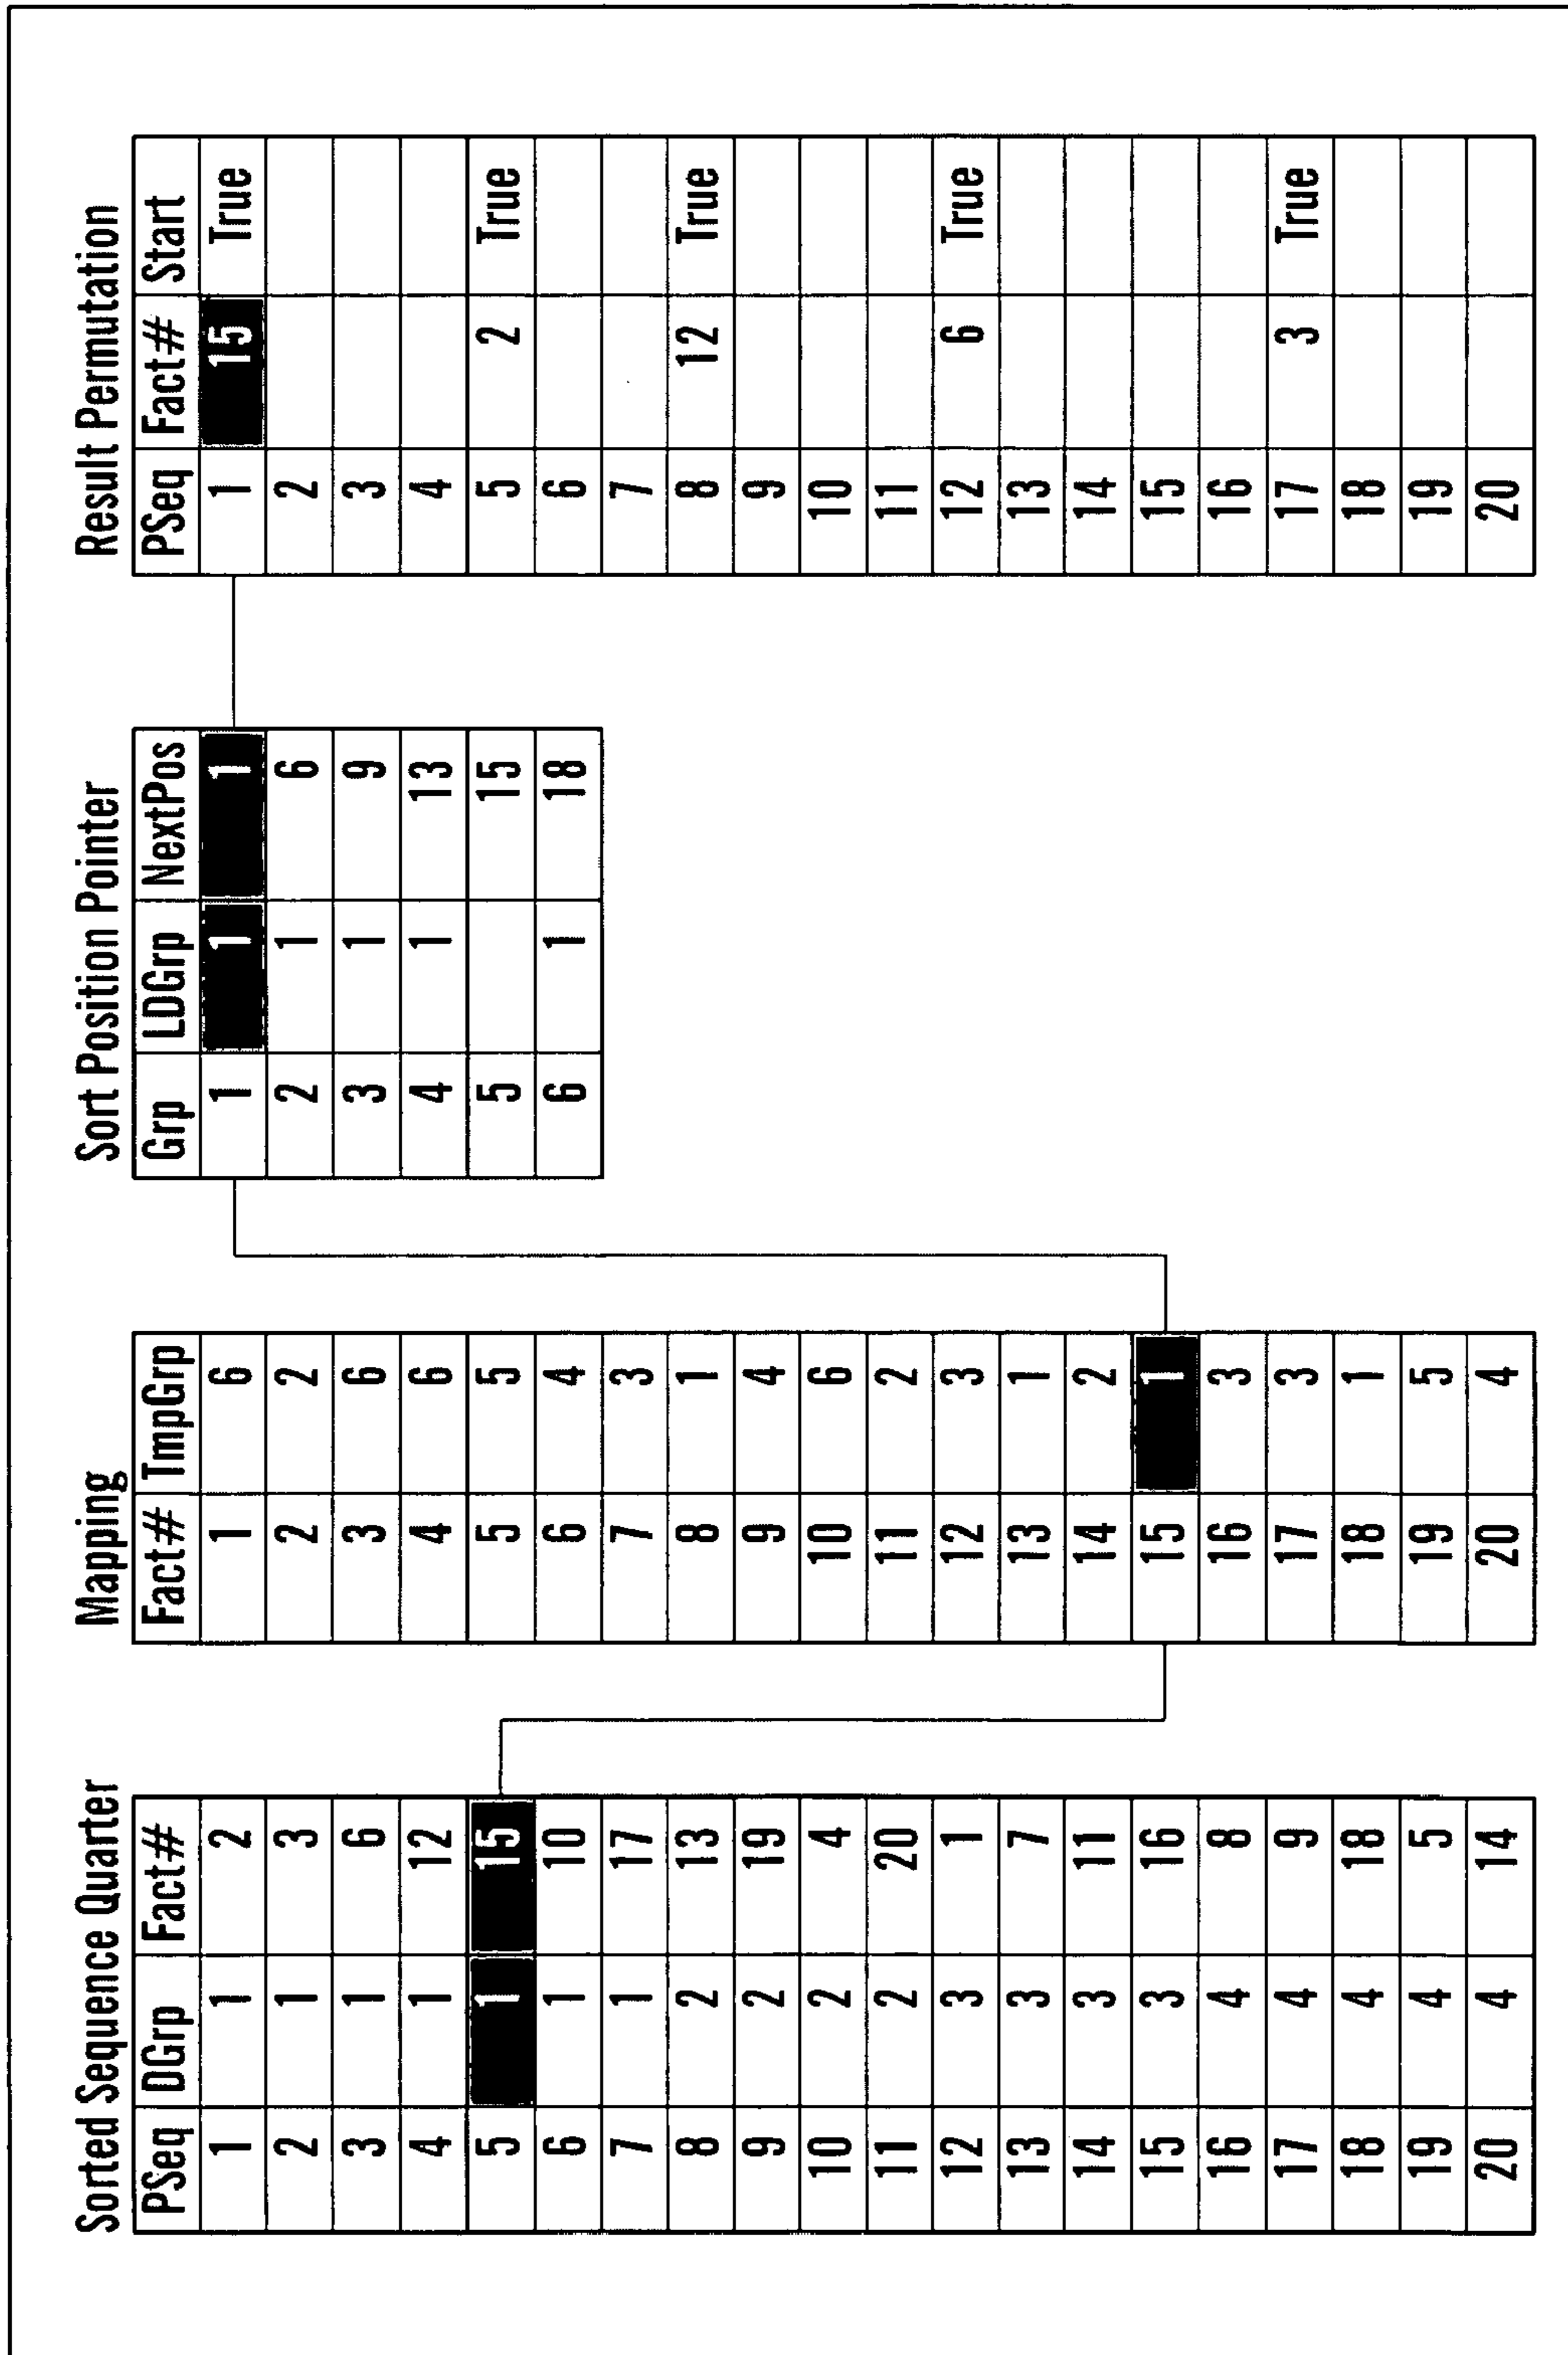 Sorted Sequence Quarter
PSeq DGrp Fact#
1 1 2
2 1 3
3 1 6
4 1 12
5 1 15
6 1 10
7 1 17
8 2 13
9 2 19
10 2 4
11 2 20
12 3 1
13 3 7
14 3 11
15 3 16
16 4 8
17 4 9
18 4 18
19 4 5
20 4 14
Mapping
Fact# TmpGrp
1 6
2 2
3 6
4 6
5 5
6 4
7 3
8 1
9 4
10 6
11 2
12 3
13 1
14 2
15 1
16 3
17 3
18 1
19 5
20 4
Sort Position Pointer
Grp LDGrp NextPos
1 1 1
2 1 6
3 1 9
4 1 13
5 15
6 1 18
Result Permutation
PSeq Fact# Start
1 15 True
2
3
4
5 2 True
6
7
8 12 True
9
10
11
12 6 True
13
14
15
16
17 3 True
18
19
20